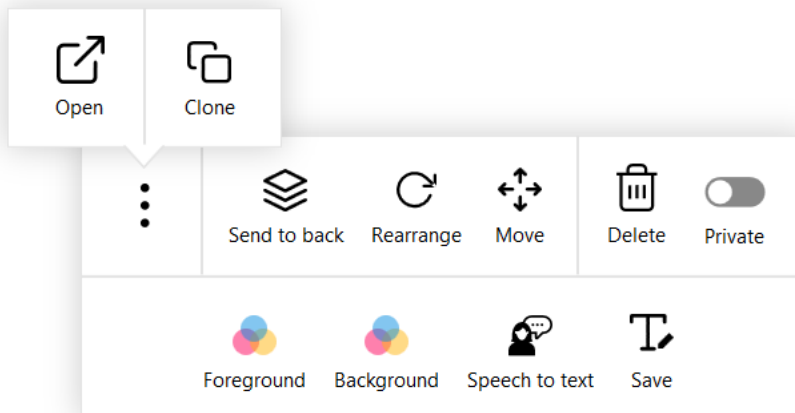 Open
Clone
Send to back
Rearrange
Move
Delete
Private
Foreground
Background
Speech to text
Save